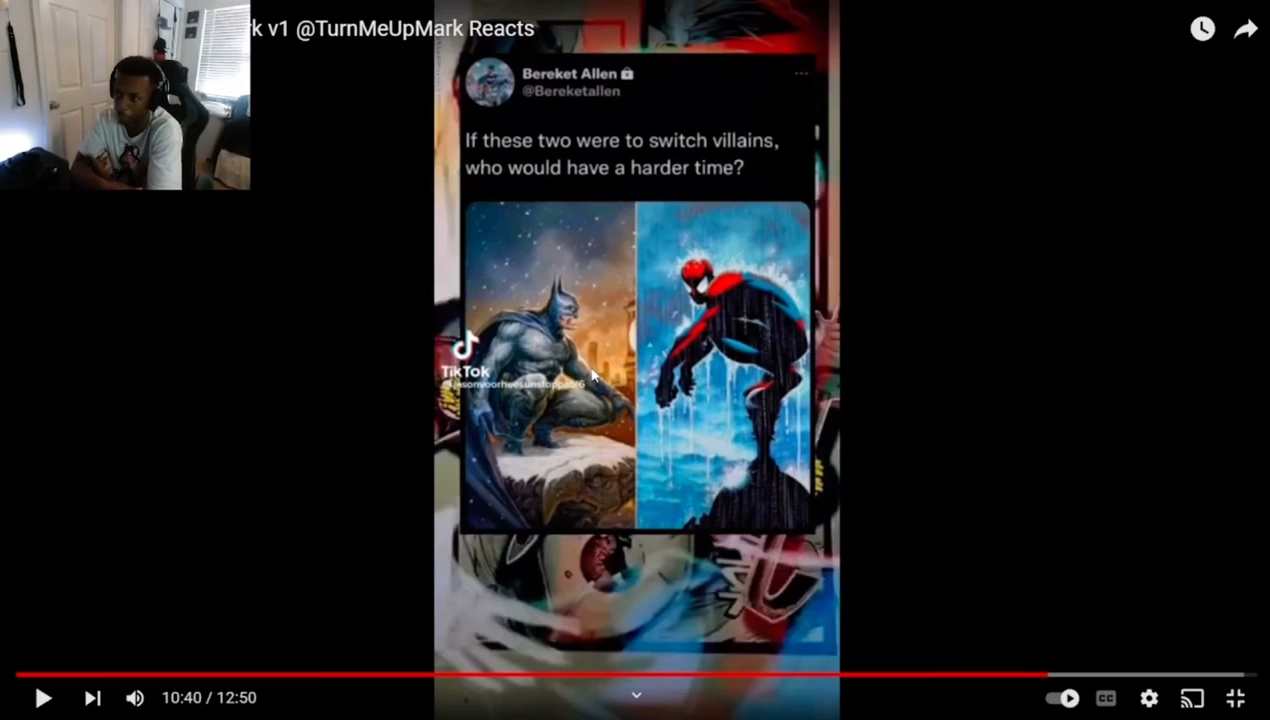 k v1 @TurnMeUpMark Reacts
Bereket Allen
@Bereketallen
If these two were to switch villains,
who would have a harder time?
TikTok
10:40 / 12:50
CC